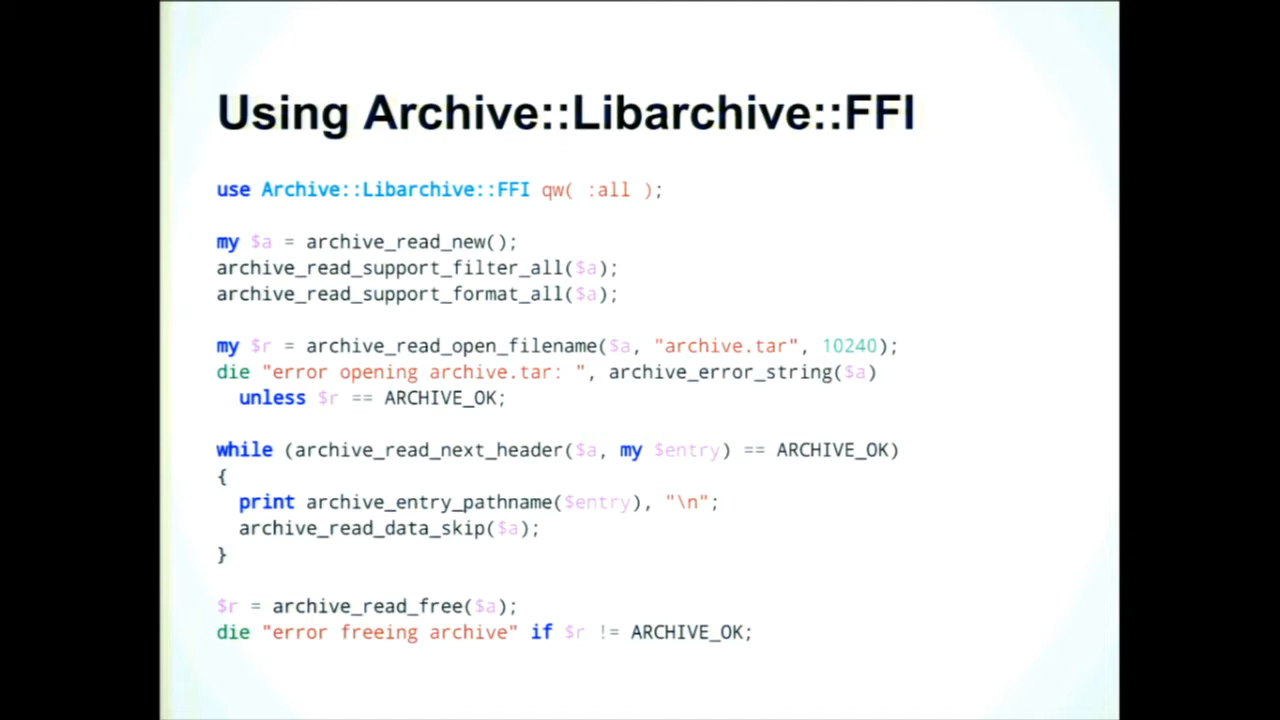 Using Archive::Libarchive::FFI
use Archive::Libarchive::FFI qw( :all );
my $a = archive_read_new();
archive_read_support_filter_all($a);
archive_read_support_format_all($a);
my $r = archive_read_open_filename($a, "archive.tar", 10240);
die "error opening archive.tar: ", archive_error_string($a)
  unless $r == ARCHIVE_OK;
while (archive_read_next_header($a, my $entry) == ARCHIVE_OK)
{
  print archive_entry_pathname($entry), "\n";
  archive_read_data_skip($a);
}
$r = archive_read_free($a);
die "error freeing archive" if $r != ARCHIVE_OK;